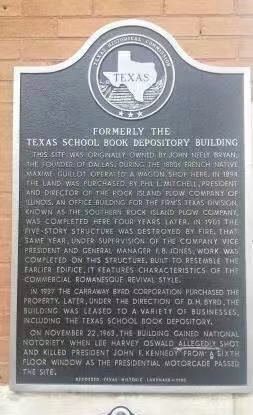 TEXAS HISTORICAL COMMISSION
TEXAS
FORMERLY THE
TEXAS SCHOOL BOOK DEPOSITORY BUILDING
THIS SITE WAS ORIGINALLY OWNED BY JOHN NEELY BRYAN,
THE FOUNDER OF DALLAS. DURING THE 1880S FRENCH NATIVE
MAXIME GUILLOT OPERATED A WAGON SHOP HERE. IN 1894
THE LAND WAS PURCHASED BY PHIL L. MITCHELL, PRESIDENT
AND DIRECTOR OF THE ROCK ISLAND PLOW COMPANY OF
ILLINOIS. AN OFFICE BUILDING FOR THE FIRM'S TEXAS DIVISION,
KNOWN AS THE SOUTHERN ROCK ISLAND PLOW COMPANY,
WAS COMPLETED HERE FOUR YEARS LATER. IN 1901 THE
FIVE-STORY STRUCTURE WAS DESTROYED BY FIRE. THAT
SAME YEAR, UNDER SUPERVISION OF THE COMPANY VICE
PRESIDENT AND GENERAL MANAGER F. B. JONES, WORK WAS
COMPLETED ON THIS STRUCTURE. BUILT TO RESEMBLE THE
EARLIER EDIFICE, IT FEATURES CHARACTERISTICS OF THE
COMMERCIAL ROMANESQUE REVIVAL STYLE.
IN 1937 THE CARRAWAY BYRD CORPORATION PURCHASED THE
PROPERTY. LATER, UNDER THE DIRECTION OF D. H. BYRD, THE
BUILDING WAS LEASED TO A VARIETY OF BUSINESSES,
INCLUDING THE TEXAS SCHOOL BOOK DEPOSITORY.
ON NOVEMBER 22, 1963, THE BUILDING GAINED NATIONAL
NOTORIETY WHEN LEE HARVEY OSWALD ALLEGEDLY SHOT
AND KILLED PRESIDENT JOHN F. KENNEDY FROM A SIXTH
FLOOR WINDOW AS THE PRESIDENTIAL MOTORCADE PASSED
THE SITE.
RECORDED TEXAS HISTORIC LANDMARK